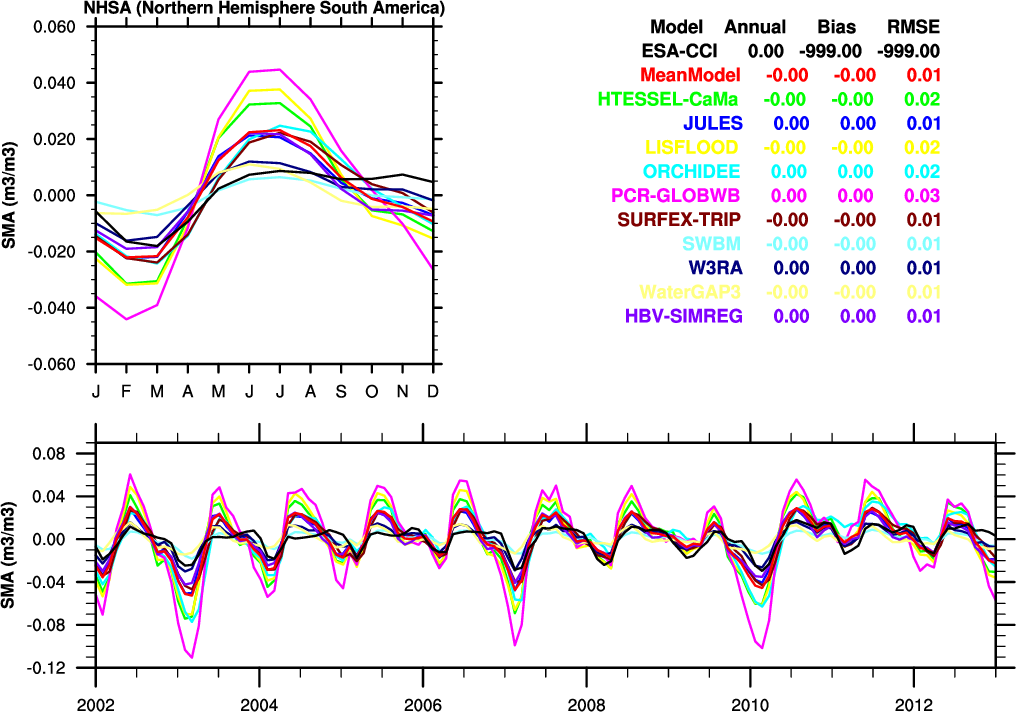 NHSA (Northern Hemisphere South America)
0.060
0.040
0.020
0.000
-0.020
-0.040
-0.060
SMA (m3/m3)
J F M A M J J A S O N D
Model Annual Bias RMSE
ESA-CCI 0.00 -999.00 -999.00
MeanModel -0.00 -0.00 0.01
HTESSEL-CaMa -0.00 -0.00 0.02
JULES 0.00 0.00 0.01
LISFLOOD -0.00 -0.00 0.02
ORCHIDEE 0.00 0.00 0.02
PCR-GLOBWB 0.00 0.00 0.03
SURFEX-TRIP -0.00 -0.00 0.01
SWBM -0.00 -0.00 0.01
W3RA 0.00 0.00 0.01
WaterGAP3 -0.00 -0.00 0.01
HBV-SIMREG 0.00 0.00 0.01
0.08
0.04
0.00
-0.04
-0.08
-0.12
SMA (m3/m3)
2002 2004 2006 2008 2010 2012